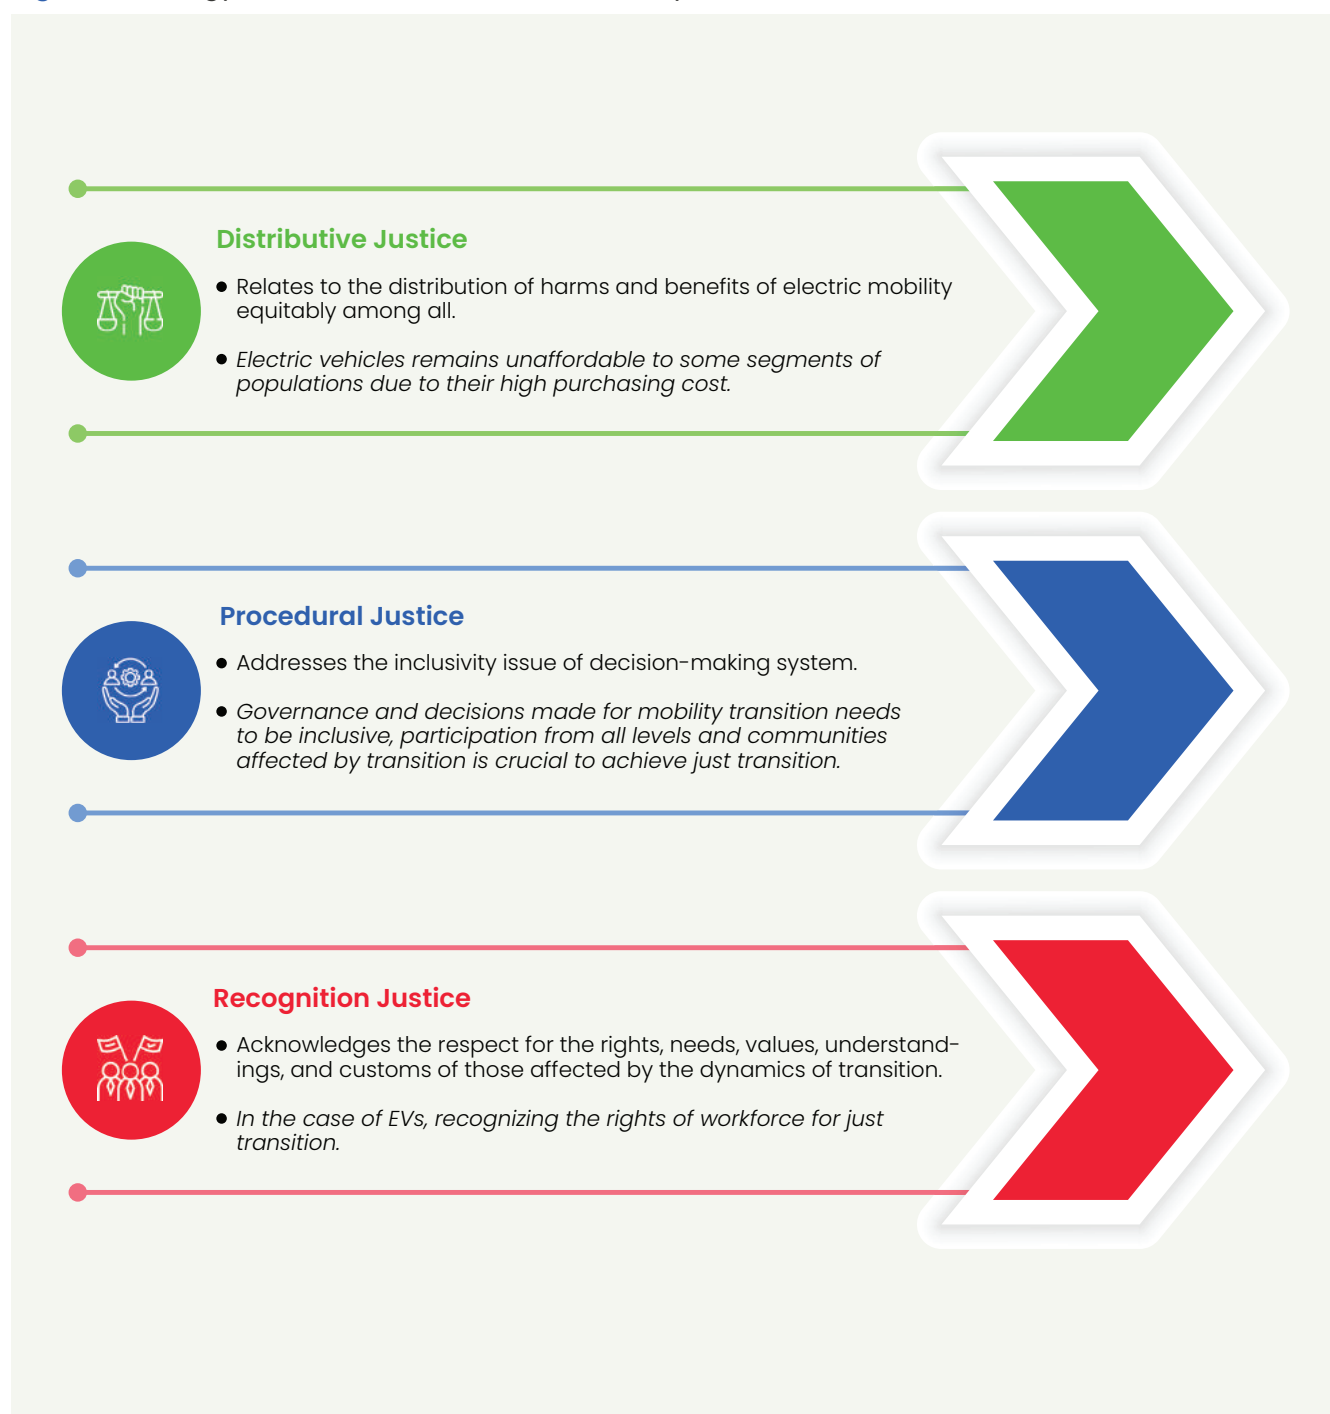 Distributive Justice
● Relates to the distribution of harms and benefits of electric mobility
equitably among all.
● Electric vehicles remains unaffordable to some segments of
populations due to their high purchasing cost.
Procedural Justice
● Addresses the inclusivity issue of decision-making system.
● Governance and decisions made for mobility transition needs
to be inclusive, participation from all levels and communities
affected by transition is crucial to achieve just transition.
Recognition Justice
● Acknowledges the respect for the rights, needs, values, understand-
ings, and customs of those affected by the dynamics of transition.
● In the case of EVs, recognizing the rights of workforce for just
transition.